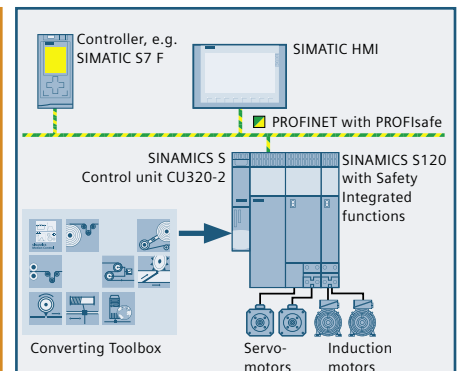 Controller, e.g.
SIMATIC S7 F
SIMATIC HMI
PROFINET with PROFIsafe
SINAMICS S
Control unit CU320-2
SINAMICS S120
with Safety
Integrated
functions
Converting Toolbox
Servo-
motors
Induction
motors